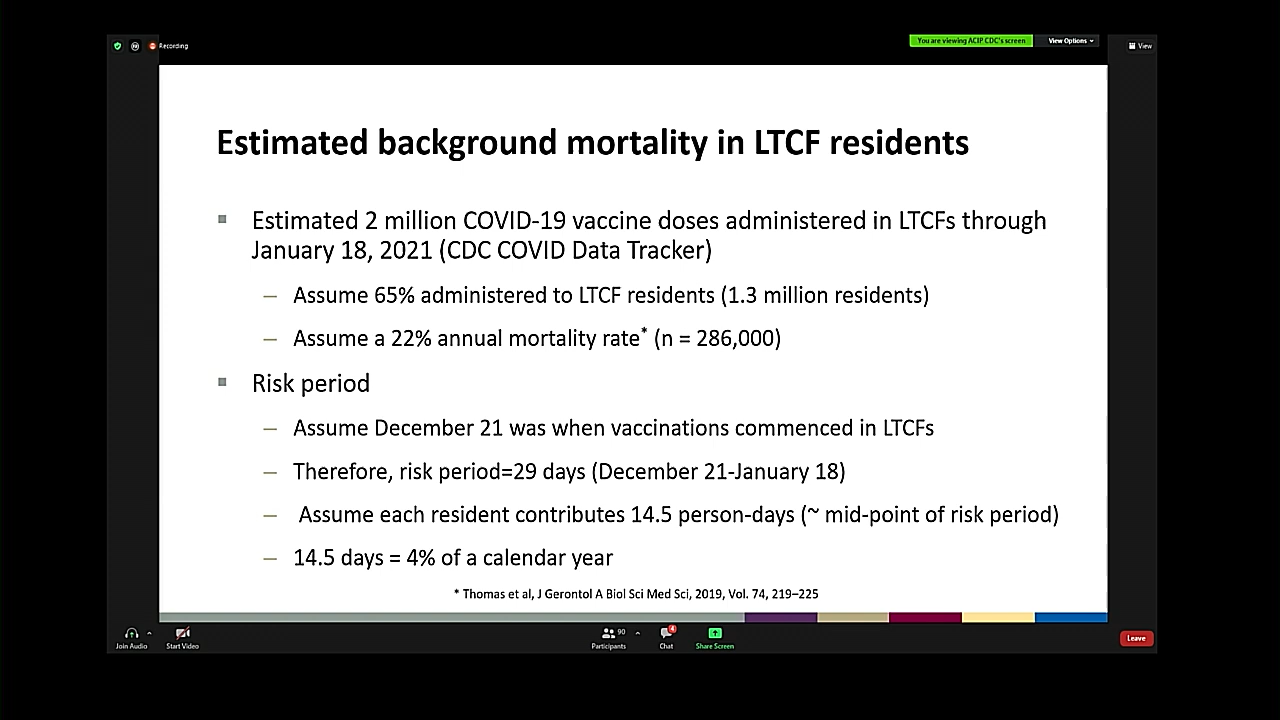 Recording
You are viewing ACIP CDC's screen
View Options
View
Estimated background mortality in LTCF residents
Estimated 2 million COVID-19 vaccine doses administered in LTCFs through
January 18, 2021 (CDC COVID Data Tracker)
– Assume 65% administered to LTCF residents (1.3 million residents)
– Assume a 22% annual mortality rate* (n = 286,000)
Risk period
– Assume December 21 was when vaccinations commenced in LTCFs
– Therefore, risk period=29 days (December 21-January 18)
– Assume each resident contributes 14.5 person-days (~ mid-point of risk period)
– 14.5 days = 4% of a calendar year
* Thomas et al, J Gerontol A Biol Sci Med Sci, 2019, Vol. 74, 219–225
Join Audio
Start Video
90
Participants
Chat
Share Screen
Leave